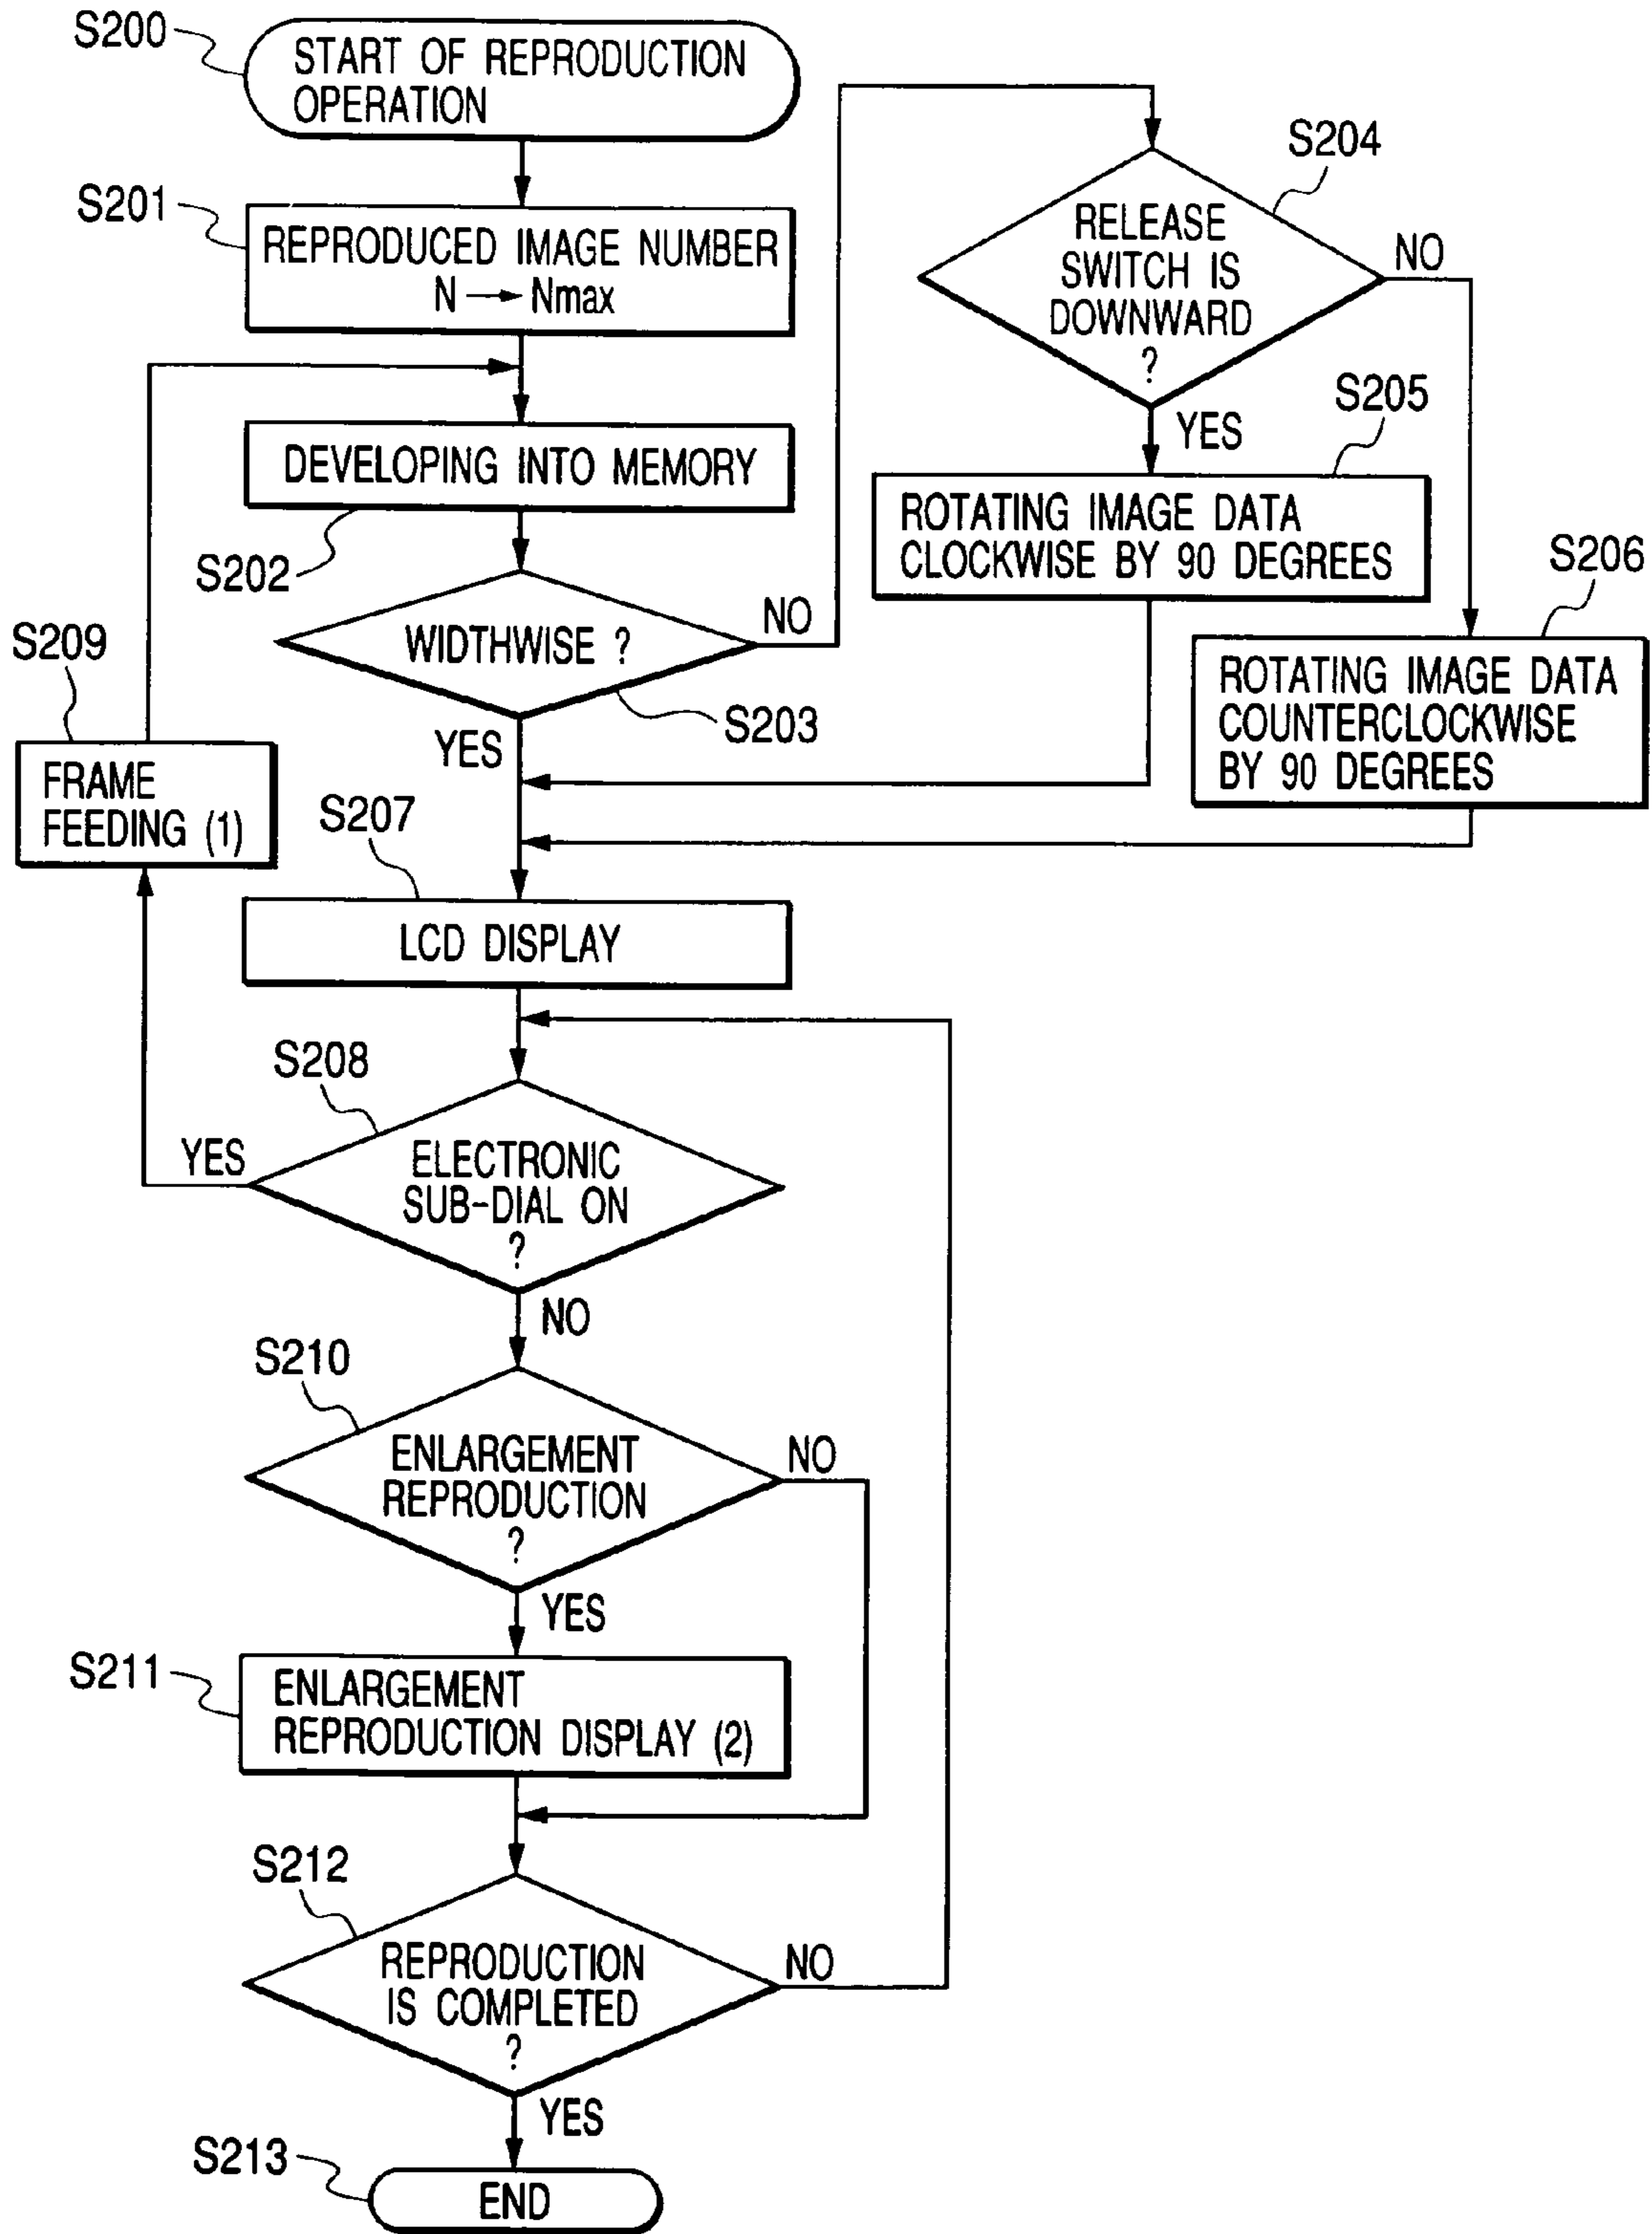 S200
START OF REPRODUCTION
OPERATION
S201
REPRODUCED IMAGE NUMBER
N → Nmax
DEVELOPING INTO MEMORY
S202
WIDTHWISE ?
NO
S203
YES
S204
RELEASE
SWITCH IS
DOWNWARD
?
NO
YES
S205
ROTATING IMAGE DATA
CLOCKWISE BY 90 DEGREES
S206
ROTATING IMAGE DATA
COUNTERCLOCKWISE
BY 90 DEGREES
S209
FRAME
FEEDING (1)
S207
LCD DISPLAY
S208
YES
ELECTRONIC
SUB-DIAL ON
?
NO
S210
ENLARGEMENT
REPRODUCTION
?
NO
YES
S211
ENLARGEMENT
REPRODUCTION DISPLAY (2)
S212
REPRODUCTION
IS COMPLETED
?
NO
YES
S213
END